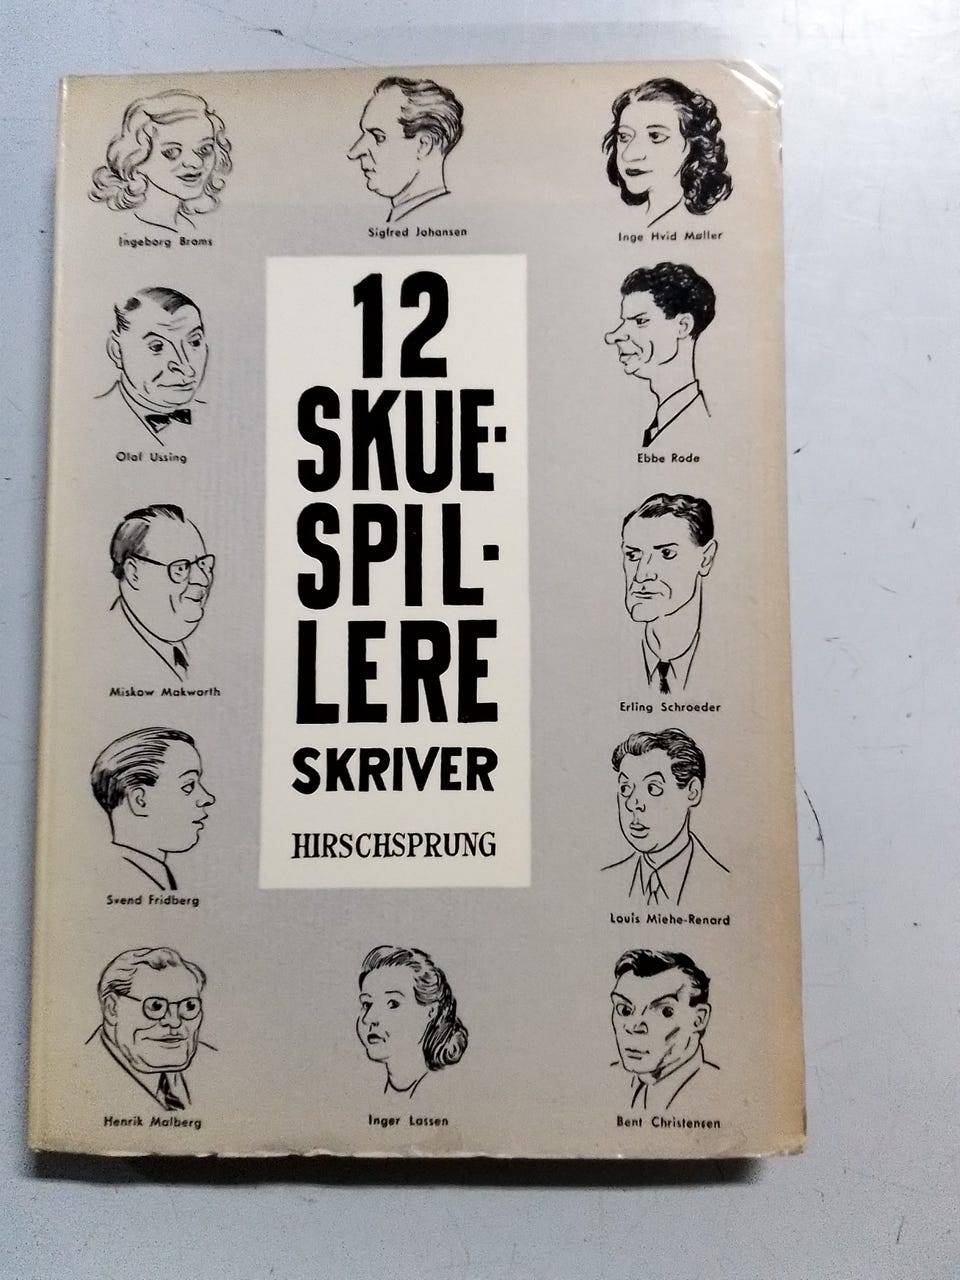 Ingeborg Brams
Sigfred Johansen
Inge Hvid Møller
12
SKUE-
SPIL-
LERE
SKRIVER
HIRSCHSPRUNG
Olaf Ussing
Ebbe Rode
Miskow Makwarth
Erling Schroeder
Svend Fridberg
Louis Miehe-Renard
Henrik Malberg
Inger Lassen
Bent Christensen